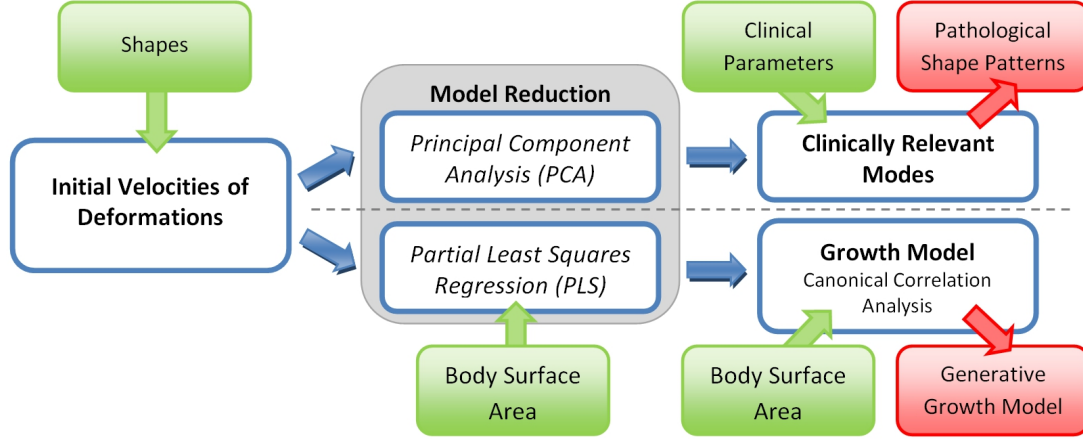 Shapes
Initial Velocities of
Deformations
Model Reduction
Principal Component
Analysis (PCA)
Partial Least Squares
Regression (PLS)
Body Surface
Area
Clinical
Parameters
Pathological
Shape Patterns
Clinically Relevant
Modes
Growth Model
Canonical Correlation
Analysis
Body Surface
Area
Generative
Growth Model